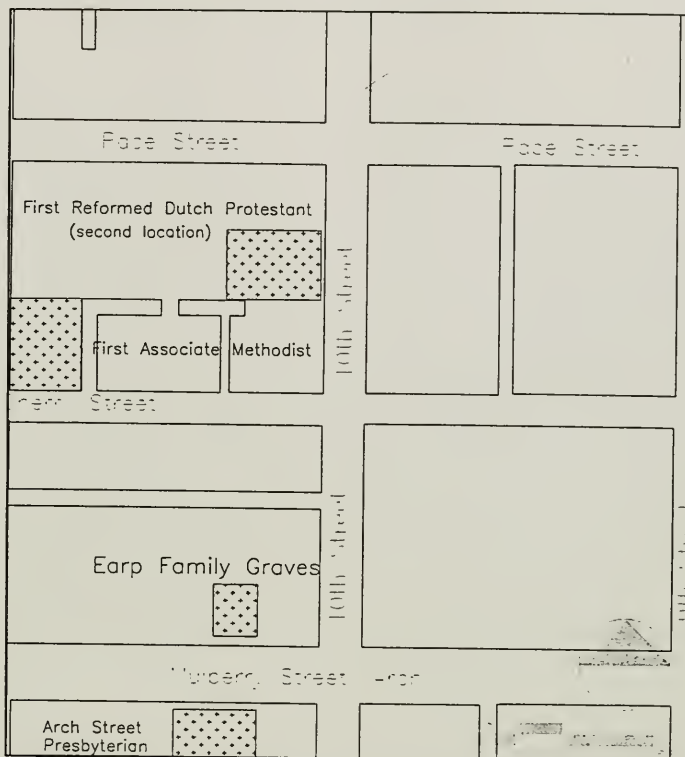 Race Street
Race Street
First Reformed Dutch Protestant
(second location)
10th Street
First Associate
Methodist
Street
10th Street
Earp Family Graves
Mulberry Street
Arch Street
Presbyterian